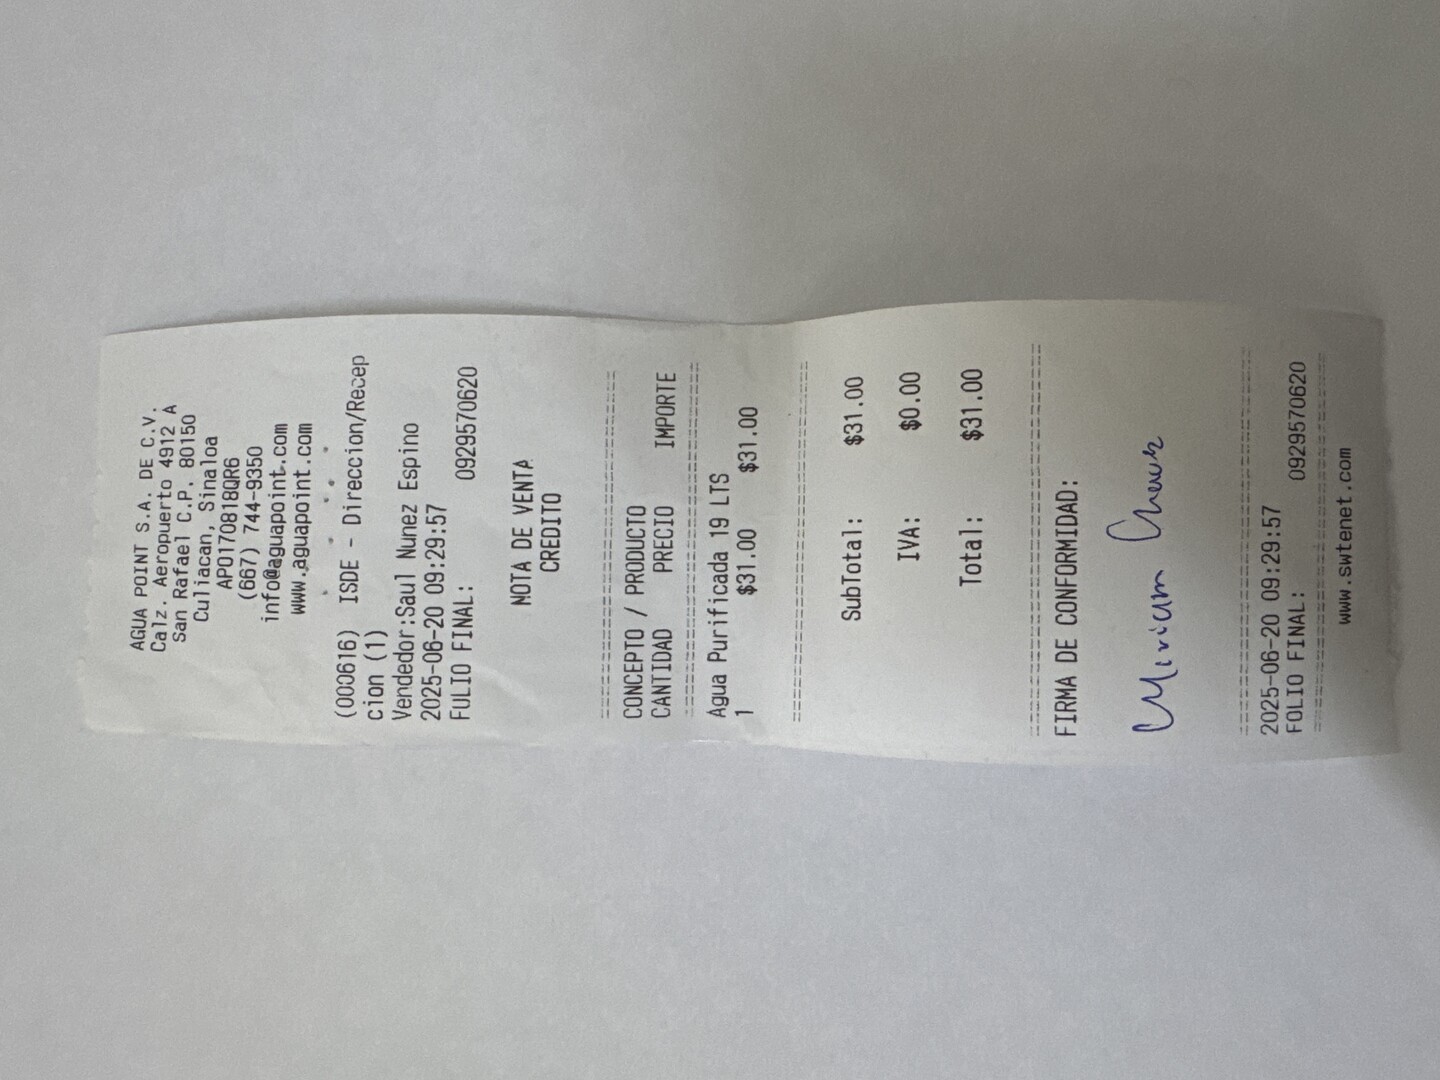 AGUA POINT S.A. DE C.V.
Calz. Aeropuerto 4912 A
San Rafael C.P. 80150
Culiacan, Sinaloa
APO170818QR6
(667) 744-9350
info@aguapoint.com
www.aguapoint.com
(000616) ISDE - Direccion/Recep
cion (1)
Vendedor:Saul Nunez Espino
2025-06-20 09:29:57
FULIO FINAL: 0929570620
NOTA DE VENTA
CREDITO
CONCEPTO / PRODUCTO
CANTIDAD PRECIO IMPORTE
Agua Purificada 19 LTS
1 $31.00 $31.00
SubTotal: $31.00
IVA: $0.00
Total: $31.00
FIRMA DE CONFORMIDAD:
Miriam
2025-06-20 09:29:57
FOLIO FINAL: 0929570620
www.swtenet.com